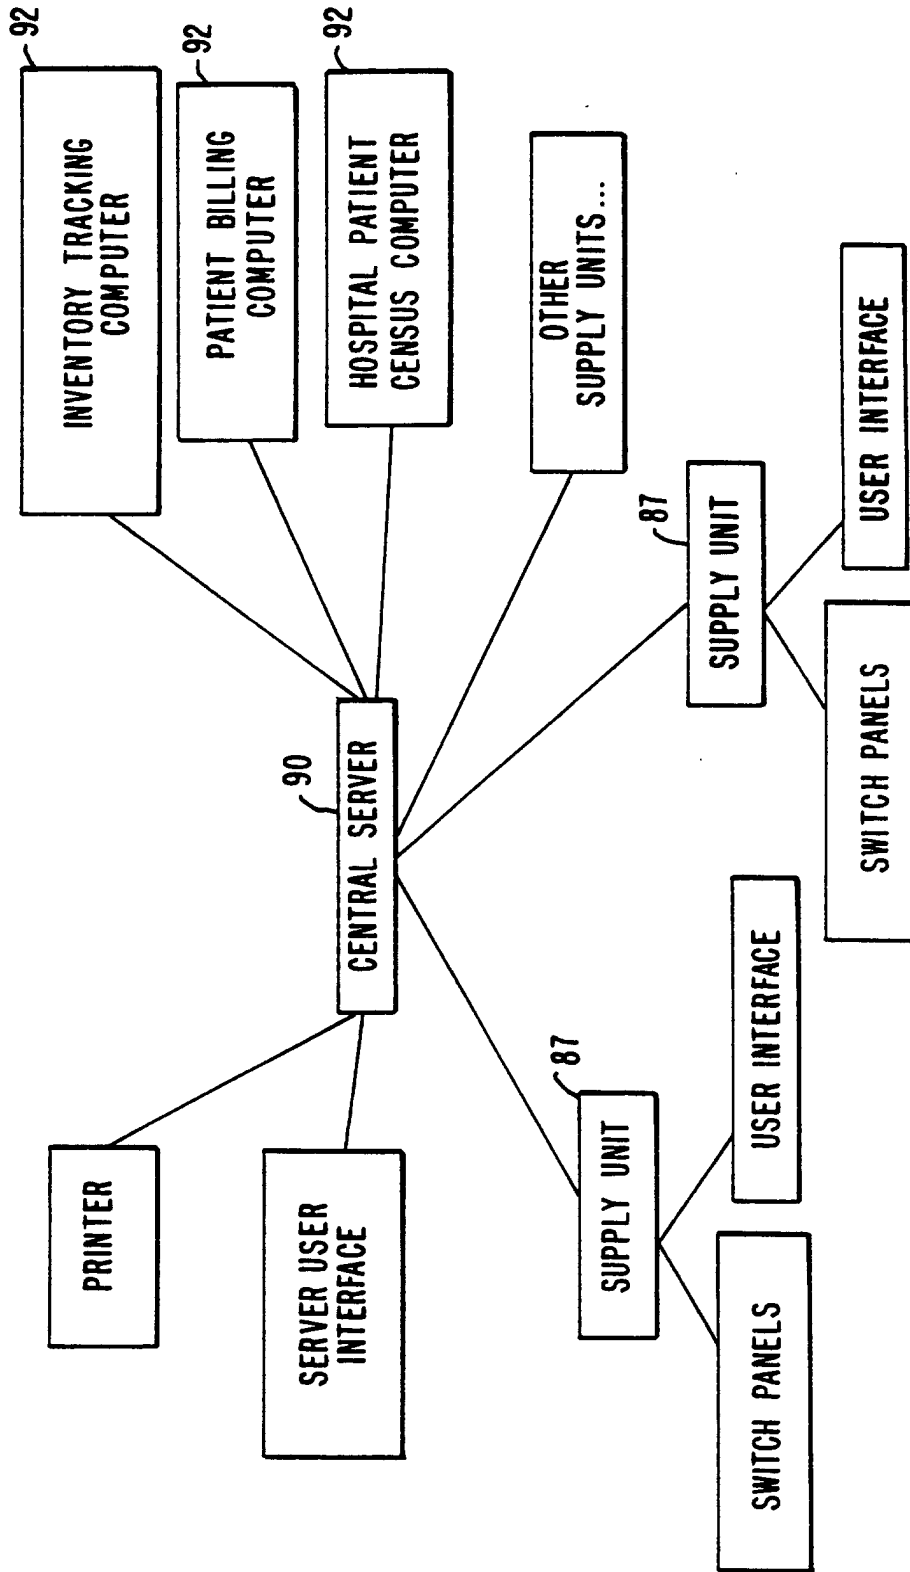 PRINTER
SERVER USER
INTERFACE
90
CENTRAL SERVER
92
INVENTORY TRACKING
COMPUTER
92
PATIENT BILLING
COMPUTER
92
HOSPITAL PATIENT
CENSUS COMPUTER
OTHER
SUPPLY UNITS...
87
SUPPLY UNIT
SWITCH PANELS
USER INTERFACE
87
SUPPLY UNIT
SWITCH PANELS
USER INTERFACE